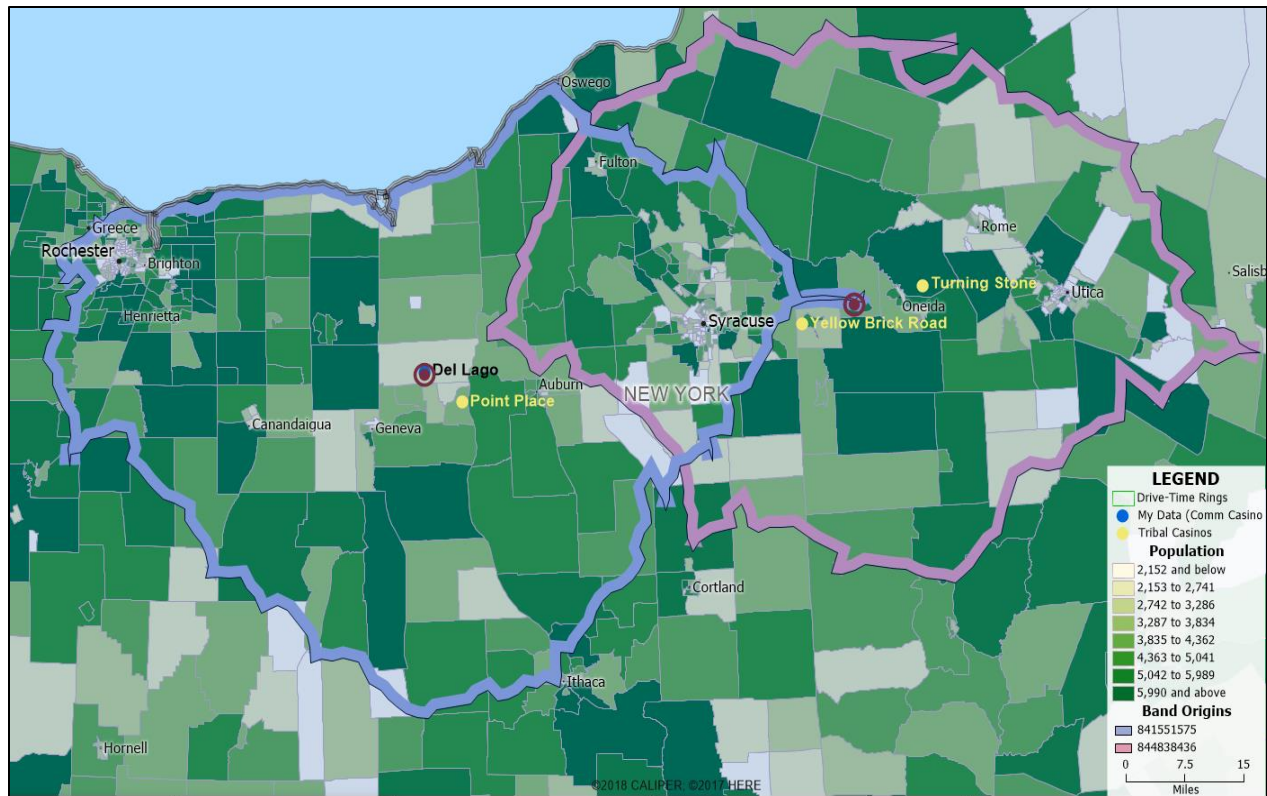 Oswego
Fulton
Greece
Rochester
Brighton
Henrietta
Rome
Salisb
Turning Stone
Utica
Oneida
Syracuse
Yellow Brick Road
Del Lago
Auburn
NEW YORK
Point Place
Canandaigua
Geneva
Cortland
Ithaca
Hornell
LEGEND
Drive-Time Rings
My Data (Comm Casino
Tribal Casinos
Population
2,152 and below
2,153 to 2,741
2,742 to 3,286
3,287 to 3,834
3,835 to 4,362
4,363 to 5,041
5,042 to 5,989
5,990 and above
Band Origins
841551575
844838436
0 7.5 15
Miles
©2018 CALIPER; ©2017 HERE